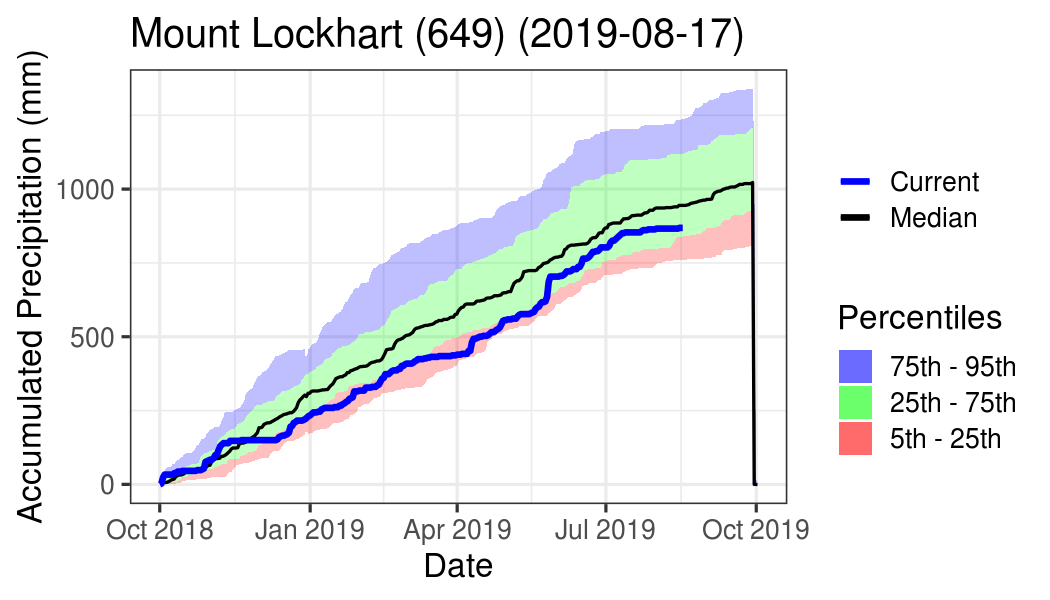 Mount Lockhart (649) (2019-08-17)
Accumulated Precipitation (mm)
1000
500
0
Oct 2018
Jan 2019
Apr 2019
Jul 2019
Oct 2019
Date
Current
Median
Percentiles
75th - 95th
25th - 75th
5th - 25th